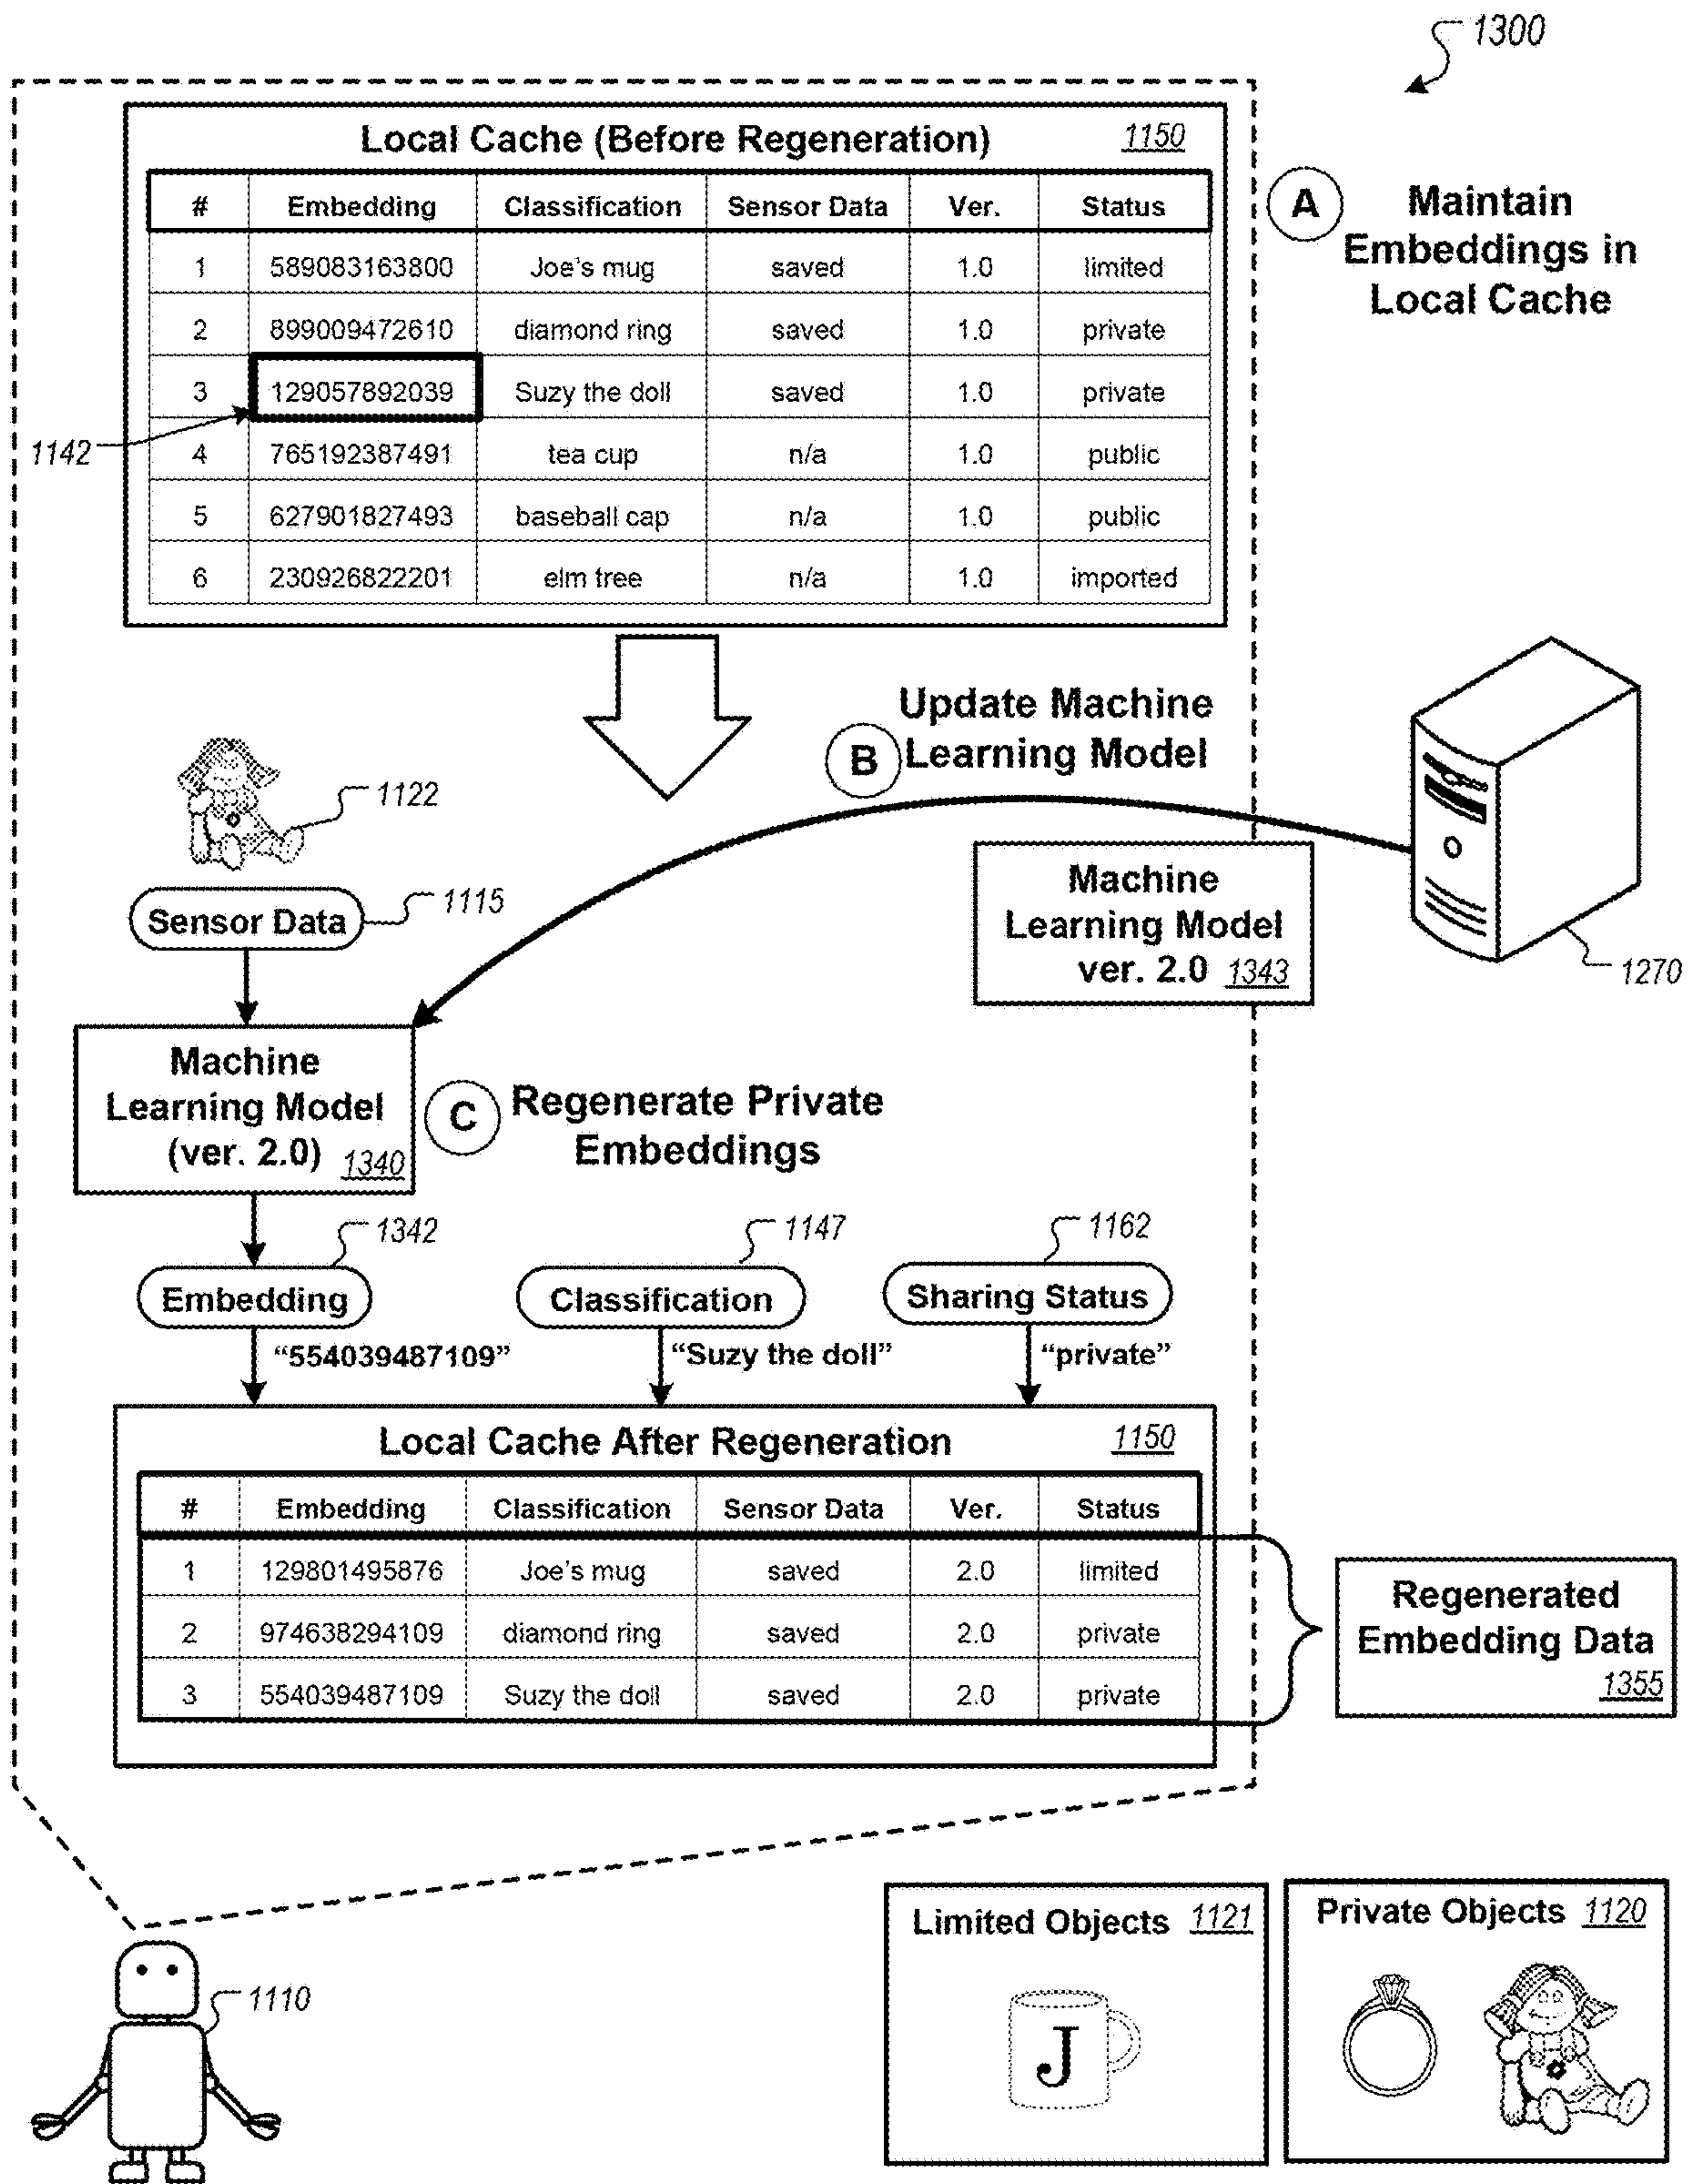 1300
Local Cache (Before Regeneration) 1150
# Embedding Classification Sensor Data Ver. Status
1 589083163800 Joe's mug saved 1.0 limited
2 899009472610 diamond ring saved 1.0 private
3 129057892039 Suzy the doll saved 1.0 private
4 765192387491 tea cup n/a 1.0 public
5 627901827493 baseball cap n/a 1.0 public
6 230926822201 elm tree n/a 1.0 imported
1142
A Maintain
Embeddings in
Local Cache
B Update Machine
Learning Model
1122
Sensor Data 1115
Machine
Learning Model
ver. 2.0 1343
1270
Machine
Learning Model
(ver. 2.0) 1340
C Regenerate Private
Embeddings
1342 1147 1162
Embedding Classification Sharing Status
“554039487109” “Suzy the doll” “private”
Local Cache After Regeneration 1150
# Embedding Classification Sensor Data Ver. Status
1 129801495876 Joe's mug saved 2.0 limited
2 974638294109 diamond ring saved 2.0 private
3 554039487109 Suzy the doll saved 2.0 private
Regenerated
Embedding Data
1355
1110
Limited Objects 1121
J
Private Objects 1120